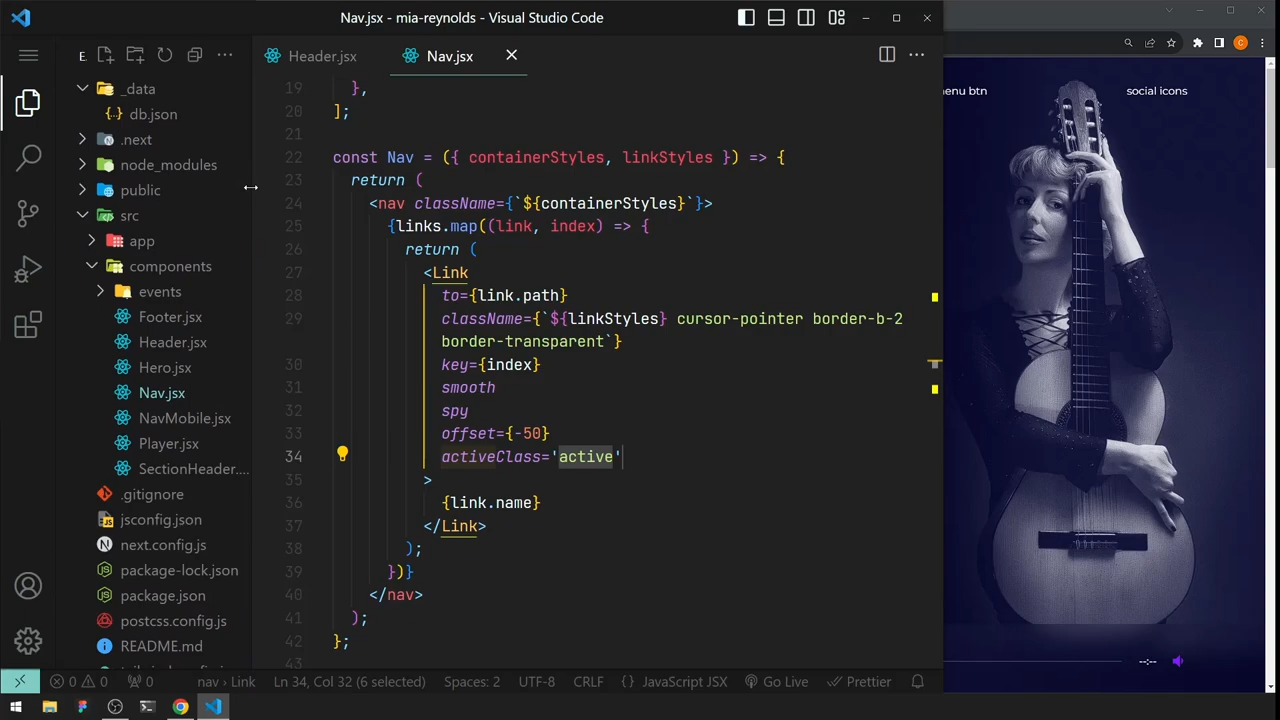 Nav.jsx - mia-reynolds - Visual Studio Code
E.
Header.jsx
Nav.jsx
_data
db.json
.next
node_modules
public
src
app
components
events
Footer.jsx
Header.jsx
Hero.jsx
Nav.jsx
NavMobile.jsx
Player.jsx
SectionHeader....
.gitignore
jsconfig.json
next.config.js
package-lock.json
package.json
postcss.config.js
README.md
19 },
20 ];
21
22 const Nav = ({ containerStyles, linkStyles }) => {
23 return (
24 <nav className={`${containerStyles}`}>
25 {links.map((link, index) => {
26 return (
27 <Link
28 to={link.path}
29 className={`${linkStyles} cursor-pointer border-b-2
border-transparent`}
30 key={index}
31 smooth
32 spy
33 offset={-50}
34 activeClass='active'
35 >
36 {link.name}
37 </Link>
38 );
39 })}
40 </nav>
41 );
42 };
43
enu btn
social icons
--:--
0 0 0 nav › Link Ln 34, Col 32 (6 selected) Spaces: 2 UTF-8 CRLF {} JavaScript JSX Go Live Prettier
C